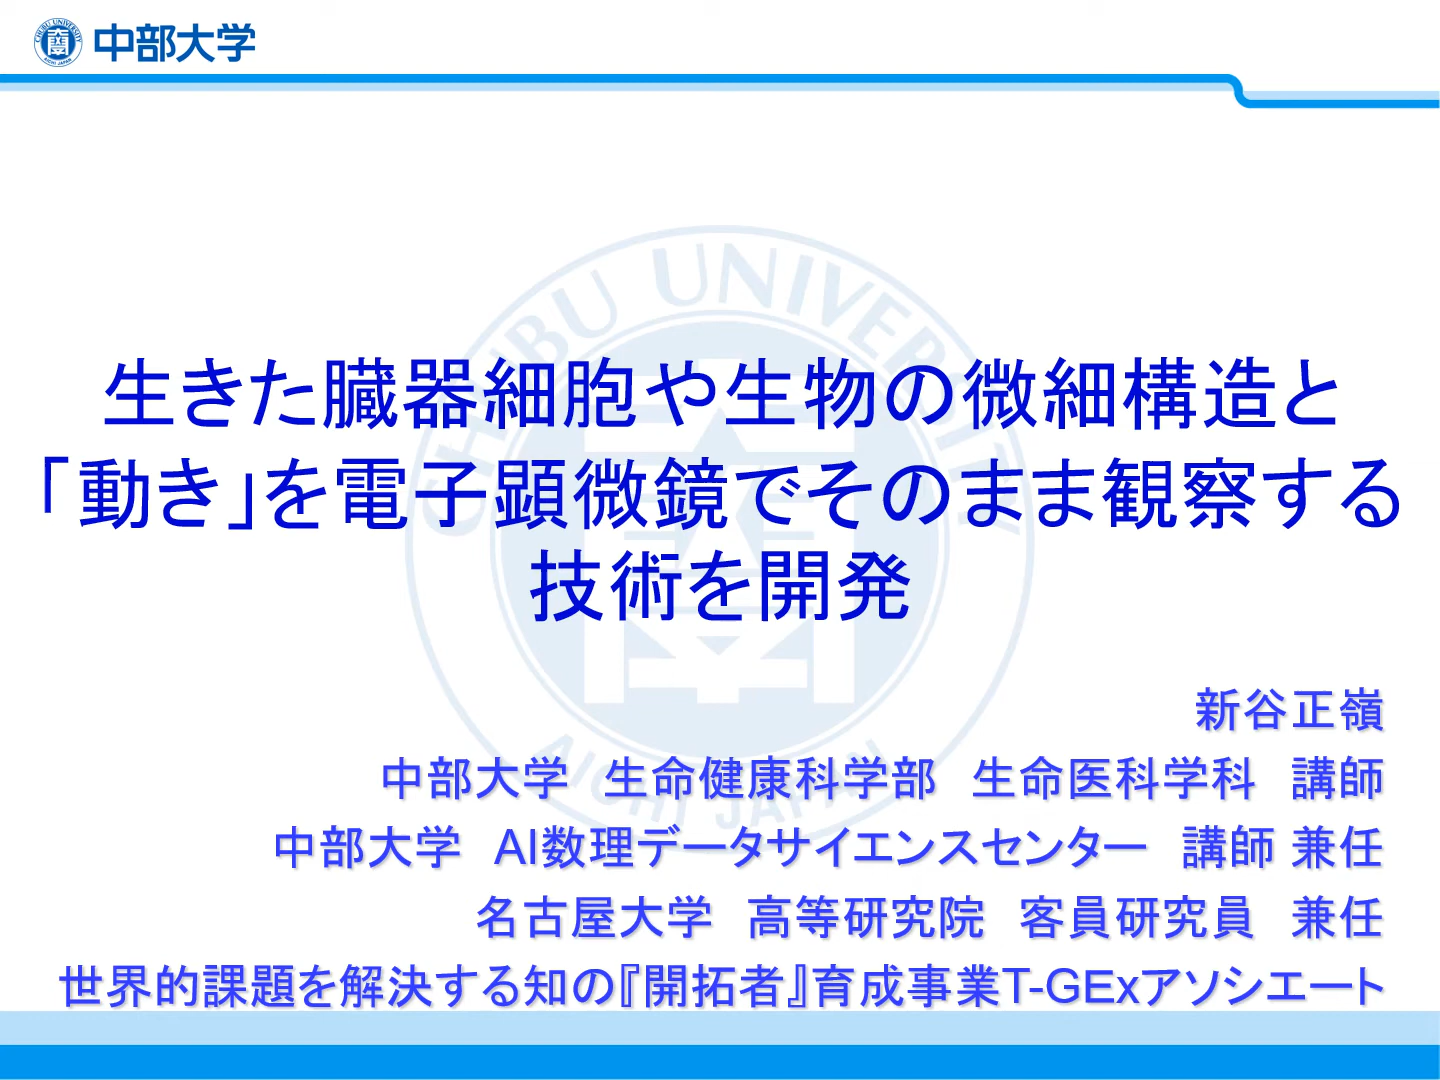 中部大学
CHUBU UNIVERSITY
AICHI JAPAN
生きた臓器細胞や生物の微細構造と
「動き」を電子顕微鏡でそのまま観察する
技術を開発
新谷正嶺
中部大学　生命健康科学部　生命医科学科　講師
中部大学　AI数理データサイエンスセンター　講師 兼任
名古屋大学　高等研究院　客員研究員　兼任
世界的課題を解決する知の『開拓者』育成事業T-GExアソシエート